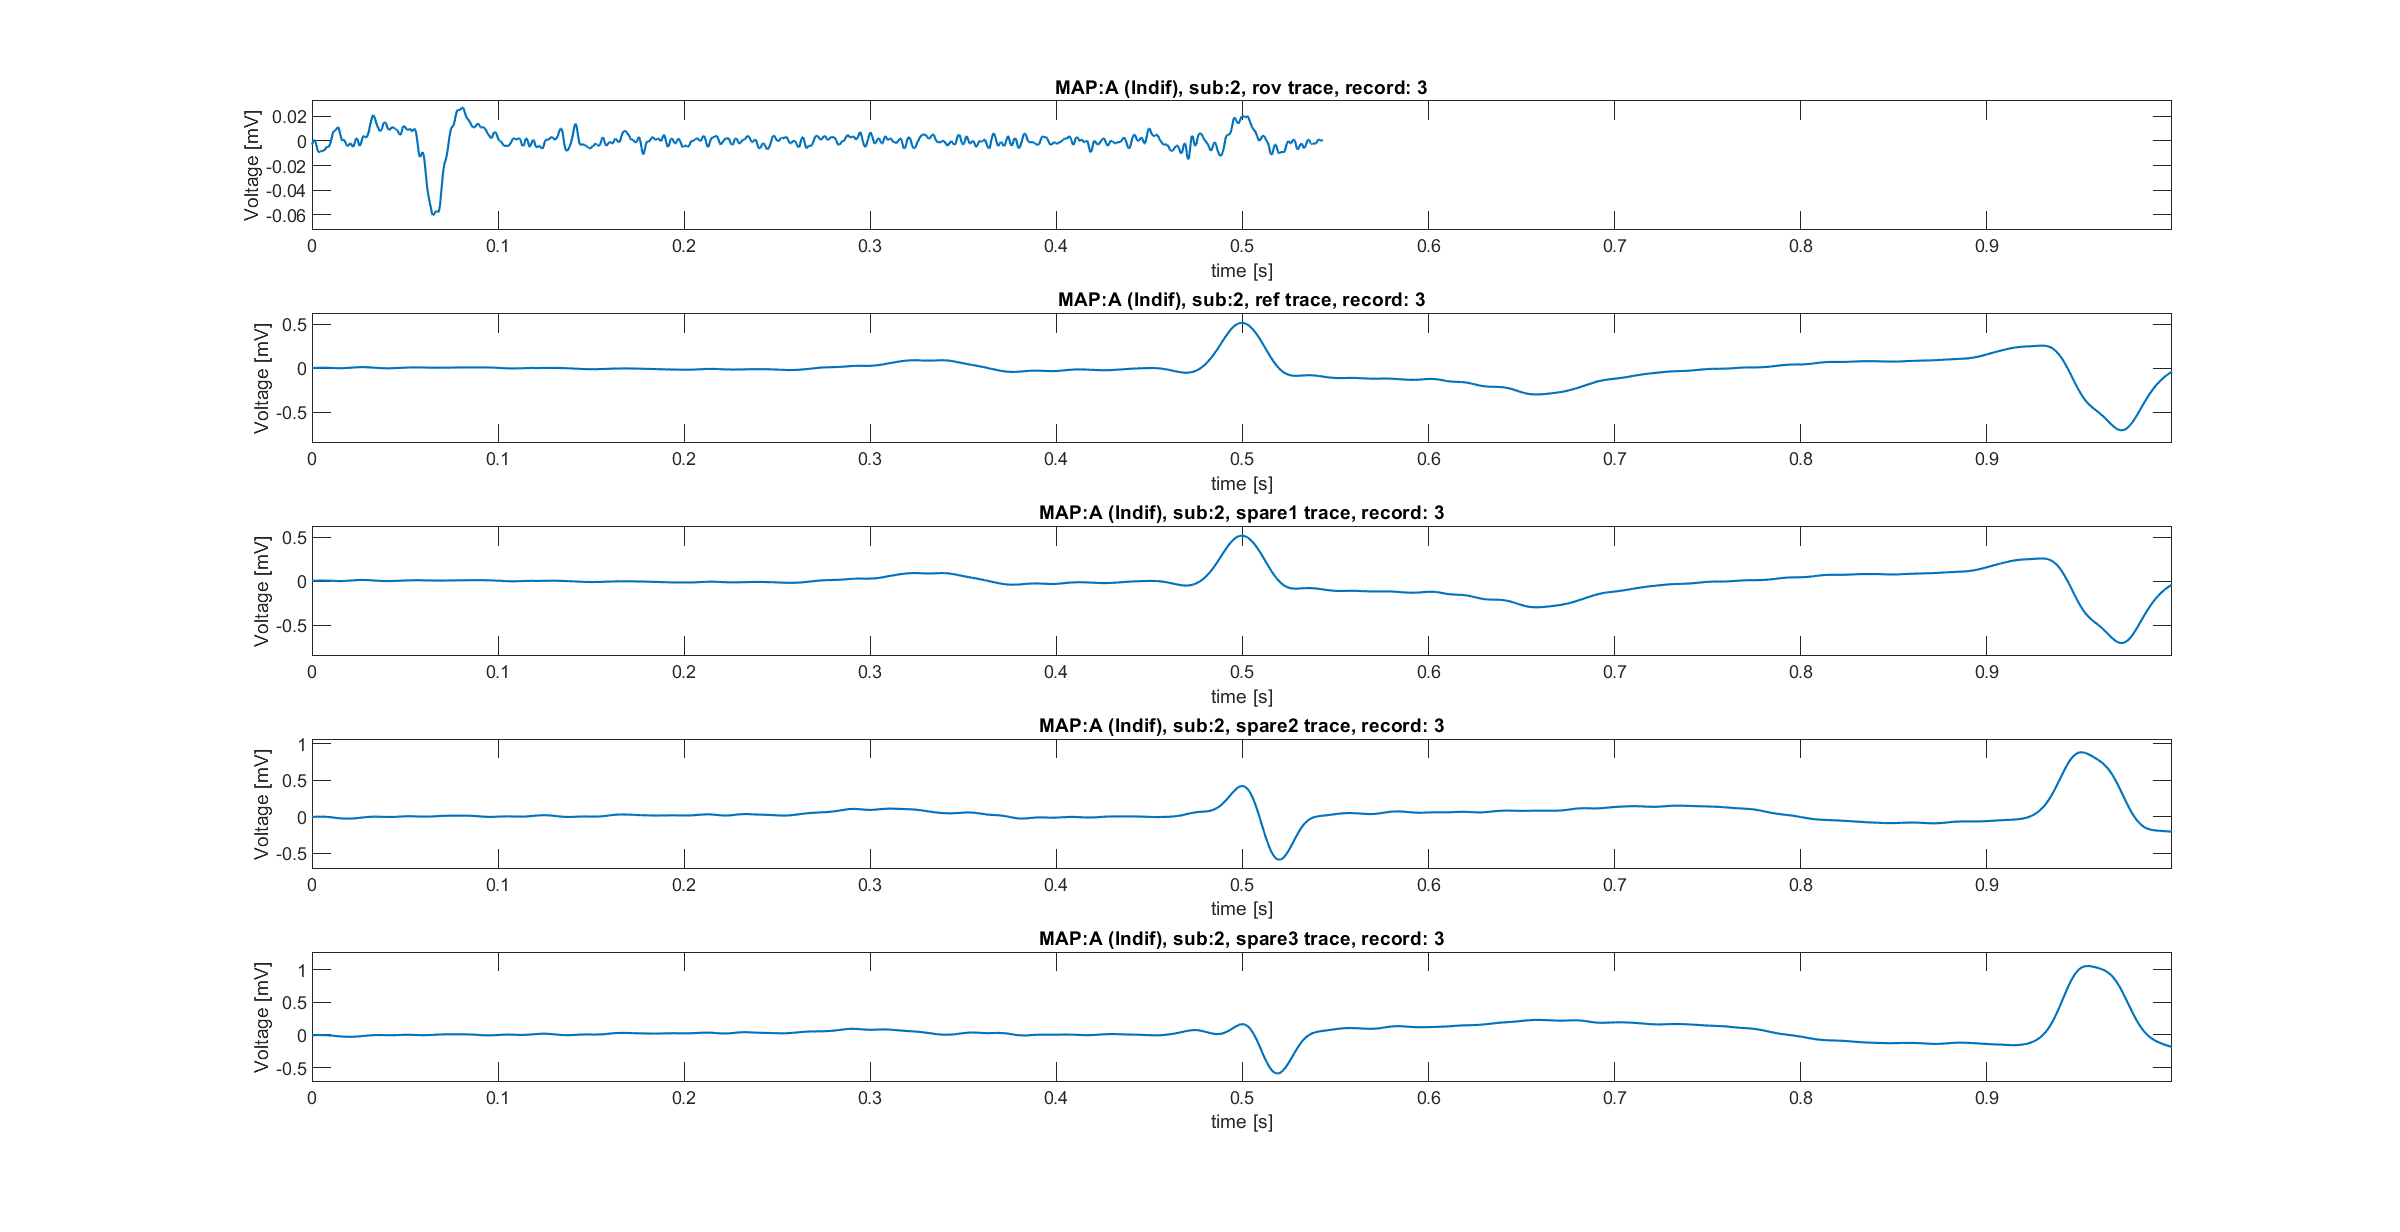 MAP:A (Indif), sub:2, rov trace, record: 3
Voltage [mV]
0.02
0
-0.02
-0.04
-0.06
0 0.1 0.2 0.3 0.4 0.5 0.6 0.7 0.8 0.9
time [s]
MAP:A (Indif), sub:2, ref trace, record: 3
Voltage [mV]
0.5
0
-0.5
0 0.1 0.2 0.3 0.4 0.5 0.6 0.7 0.8 0.9
time [s]
MAP:A (Indif), sub:2, spare1 trace, record: 3
Voltage [mV]
0.5
0
-0.5
0 0.1 0.2 0.3 0.4 0.5 0.6 0.7 0.8 0.9
time [s]
MAP:A (Indif), sub:2, spare2 trace, record: 3
Voltage [mV]
1
0.5
0
-0.5
0 0.1 0.2 0.3 0.4 0.5 0.6 0.7 0.8 0.9
time [s]
MAP:A (Indif), sub:2, spare3 trace, record: 3
Voltage [mV]
1
0.5
0
-0.5
0 0.1 0.2 0.3 0.4 0.5 0.6 0.7 0.8 0.9
time [s]